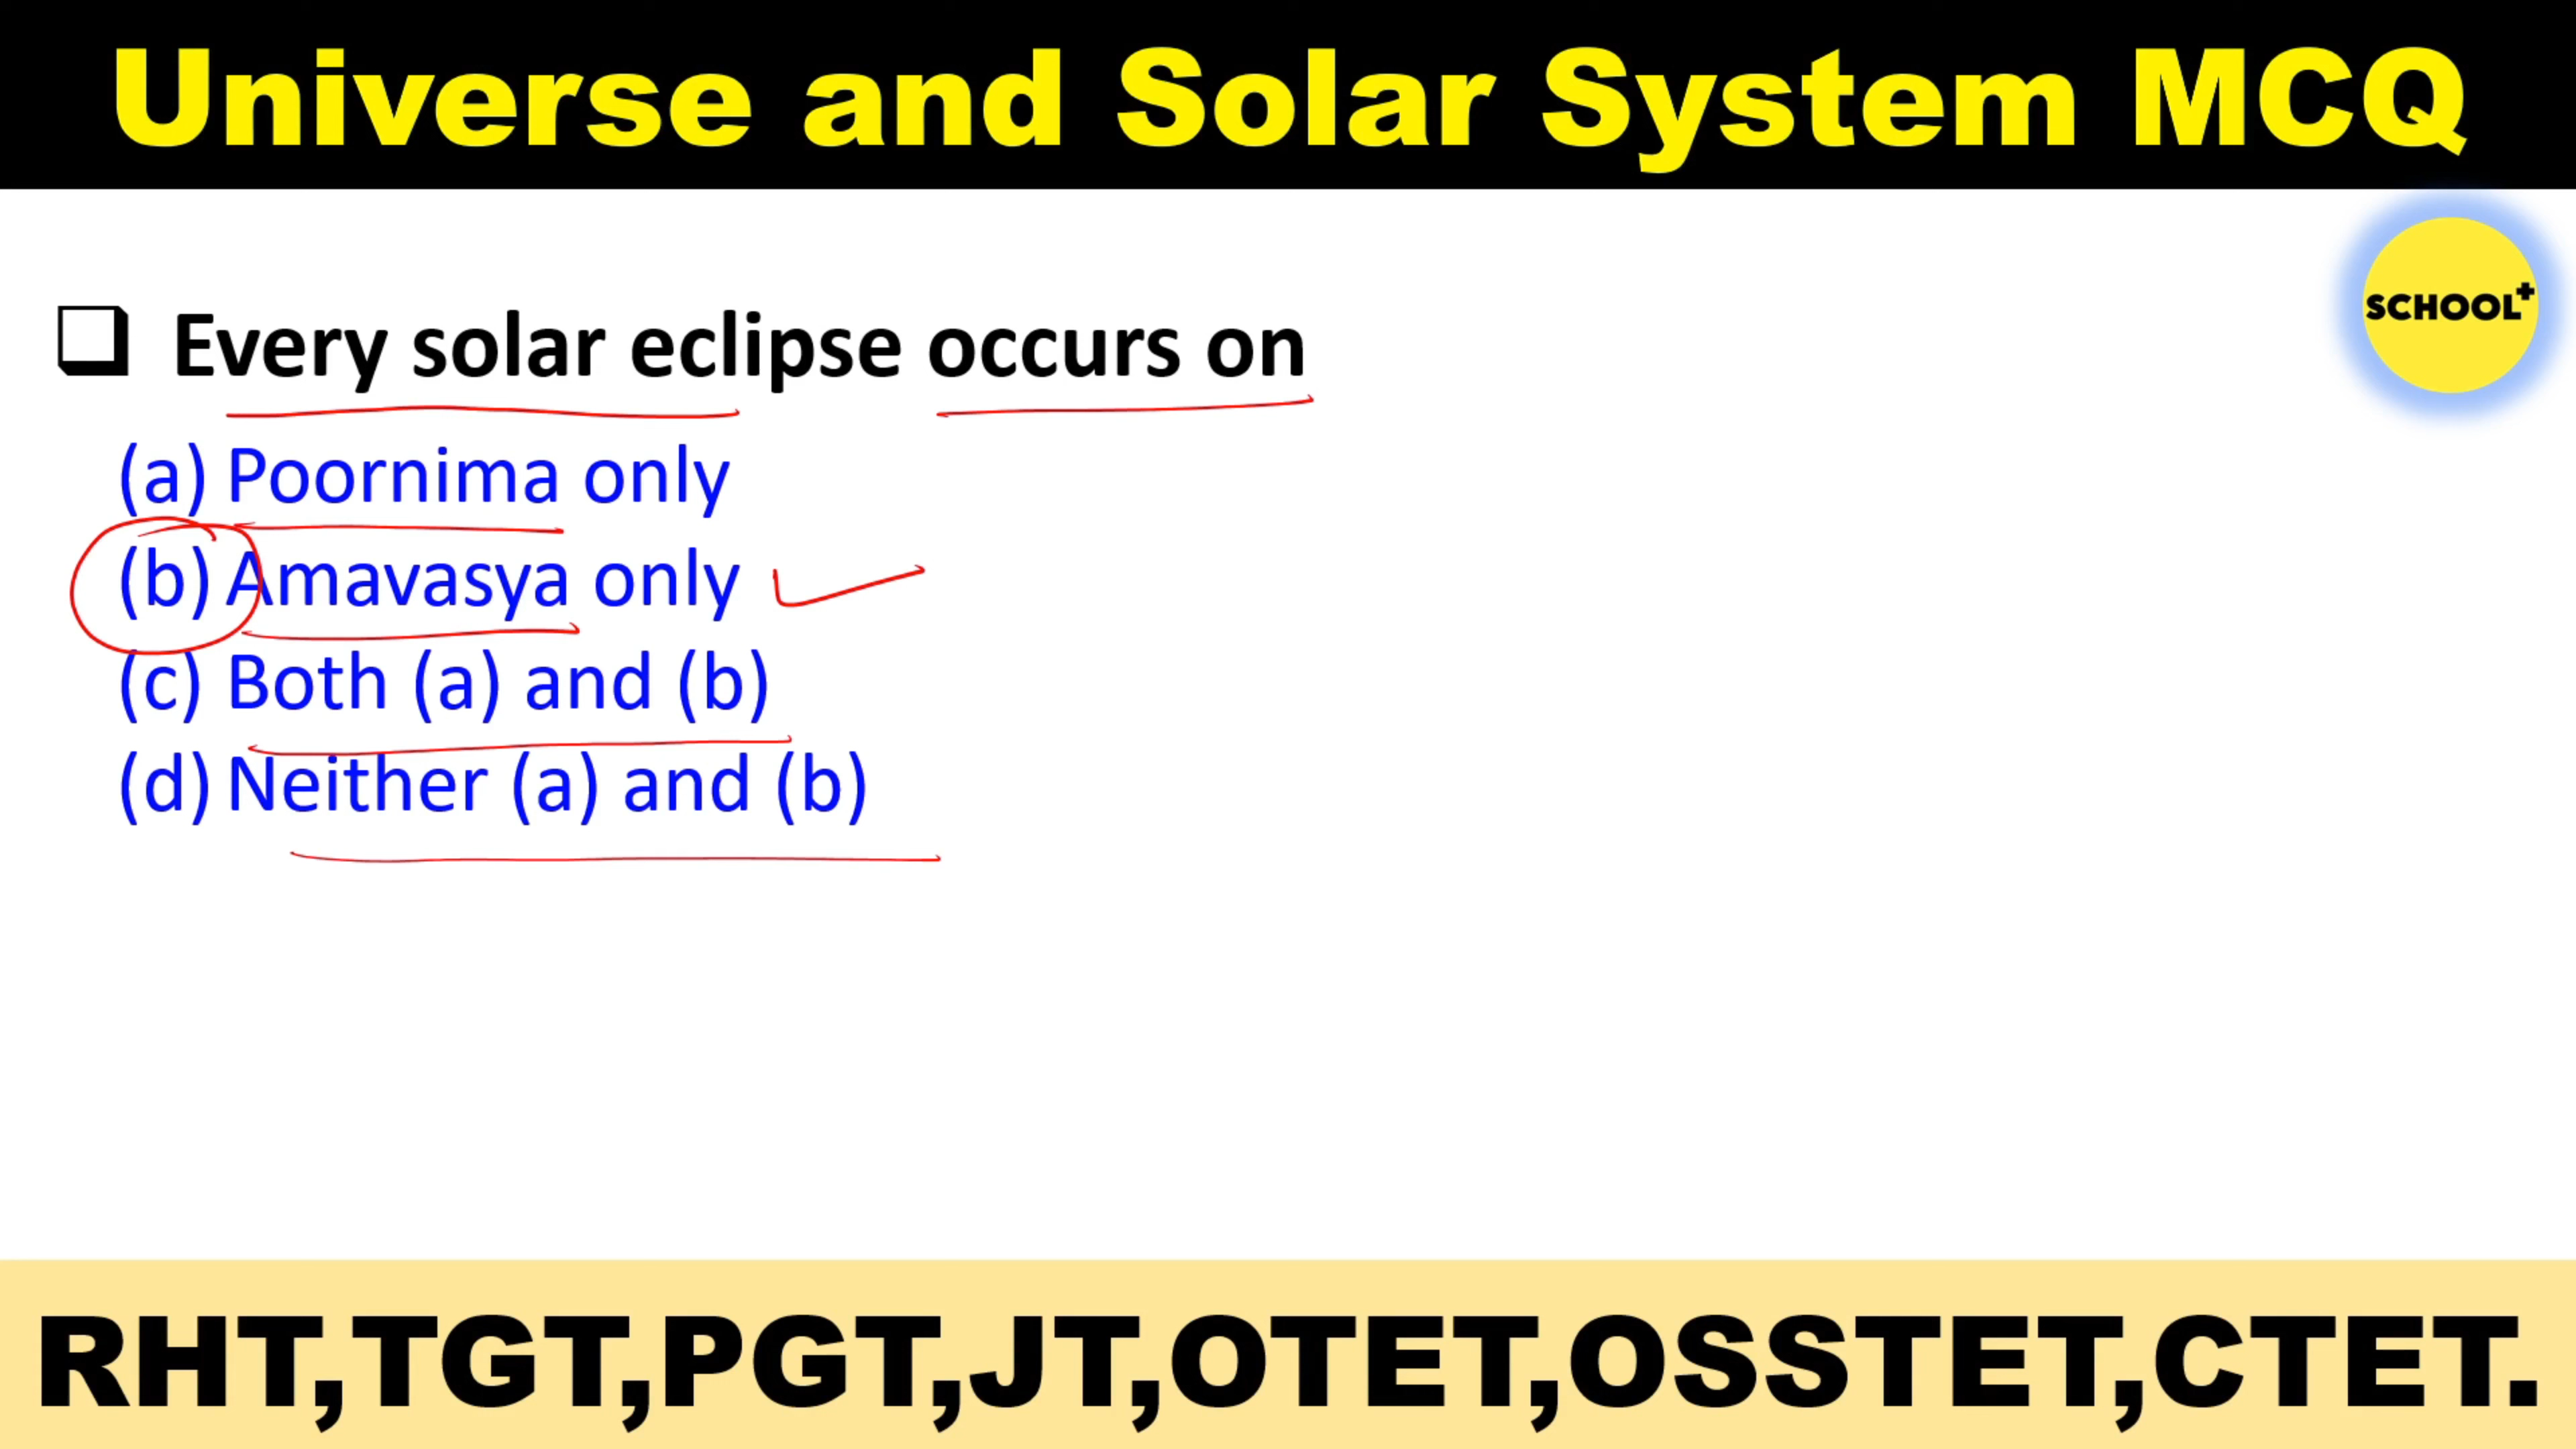 Universe and Solar System MCQ
SCHOOL+
Every solar eclipse occurs on
(a) Poornima only
(b) Amavasya only
(c) Both (a) and (b)
(d) Neither (a) and (b)
RHT,TGT,PGT,JT,OTET,OSSTET,CTET.